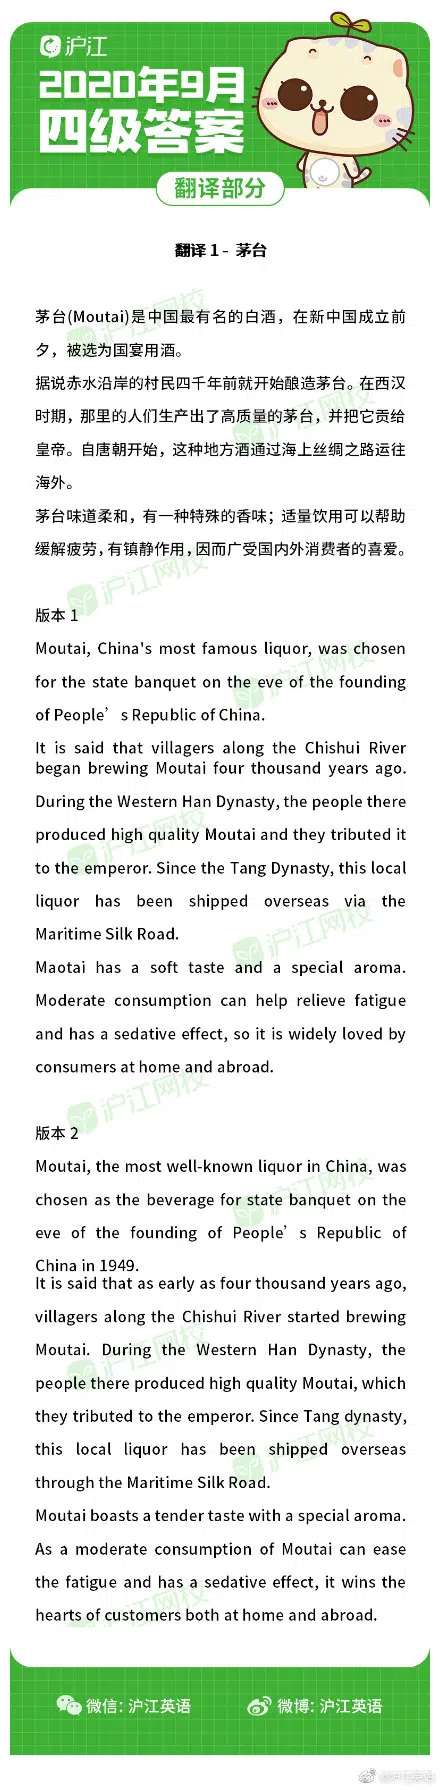 沪江
2020年9月
四级答案
翻译部分
翻译 1 - 茅台
茅台(Moutai)是中国最有名的白酒，在新中国成立前
夕，被选为国宴用酒。
据说赤水沿岸的村民四千年前就开始酿造茅台。在西汉
时期，那里的人们生产出了高质量的茅台，并把它贡给
皇帝。自唐朝开始，这种地方酒通过海上丝绸之路运往
海外。
茅台味道柔和，有一种特殊的香味；适量饮用可以帮助
缓解疲劳，有镇静作用，因而广受国内外消费者的喜爱。
版本 1
Moutai, China's most famous liquor, was chosen
for the state banquet on the eve of the founding
of People’s Republic of China.
It is said that villagers along the Chishui River
began brewing Moutai four thousand years ago.
During the Western Han Dynasty, the people there
produced high quality Moutai and they tributed it
to the emperor. Since the Tang Dynasty, this local
liquor has been shipped overseas via the
Maritime Silk Road.
Maotai has a soft taste and a special aroma.
Moderate consumption can help relieve fatigue
and has a sedative effect, so it is widely loved by
consumers at home and abroad.
版本 2
Moutai, the most well-known liquor in China, was
chosen as the beverage for state banquet on the
eve of the founding of People’s Republic of
China in 1949.
It is said that as early as four thousand years ago,
villagers along the Chishui River started brewing
Moutai. During the Western Han Dynasty, the
people there produced high quality Moutai, which
they tributed to the emperor. Since Tang dynasty,
this local liquor has been shipped overseas
through the Maritime Silk Road.
Moutai boasts a tender taste with a special aroma.
As a moderate consumption of Moutai can ease
the fatigue and has a sedative effect, it wins the
hearts of customers both at home and abroad.
微信：沪江英语
微博：沪江英语
@沪江英语